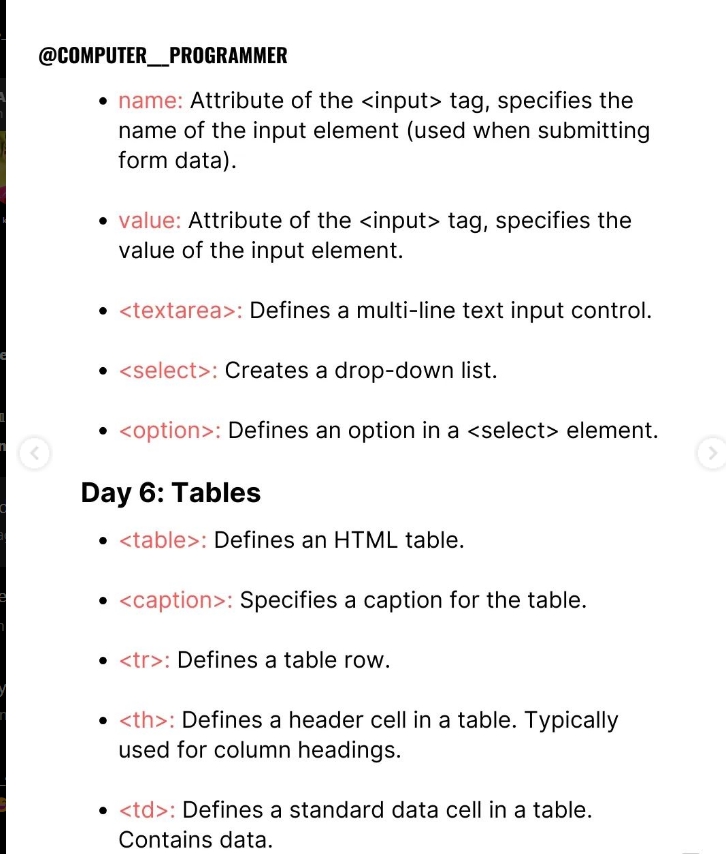 @COMPUTER__PROGRAMMER
• name: Attribute of the <input> tag, specifies the
name of the input element (used when submitting
form data).
• value: Attribute of the <input> tag, specifies the
value of the input element.
• <textarea>: Defines a multi-line text input control.
• <select>: Creates a drop-down list.
• <option>: Defines an option in a <select> element.
Day 6: Tables
• <table>: Defines an HTML table.
• <caption>: Specifies a caption for the table.
• <tr>: Defines a table row.
• <th>: Defines a header cell in a table. Typically
used for column headings.
• <td>: Defines a standard data cell in a table.
Contains data.